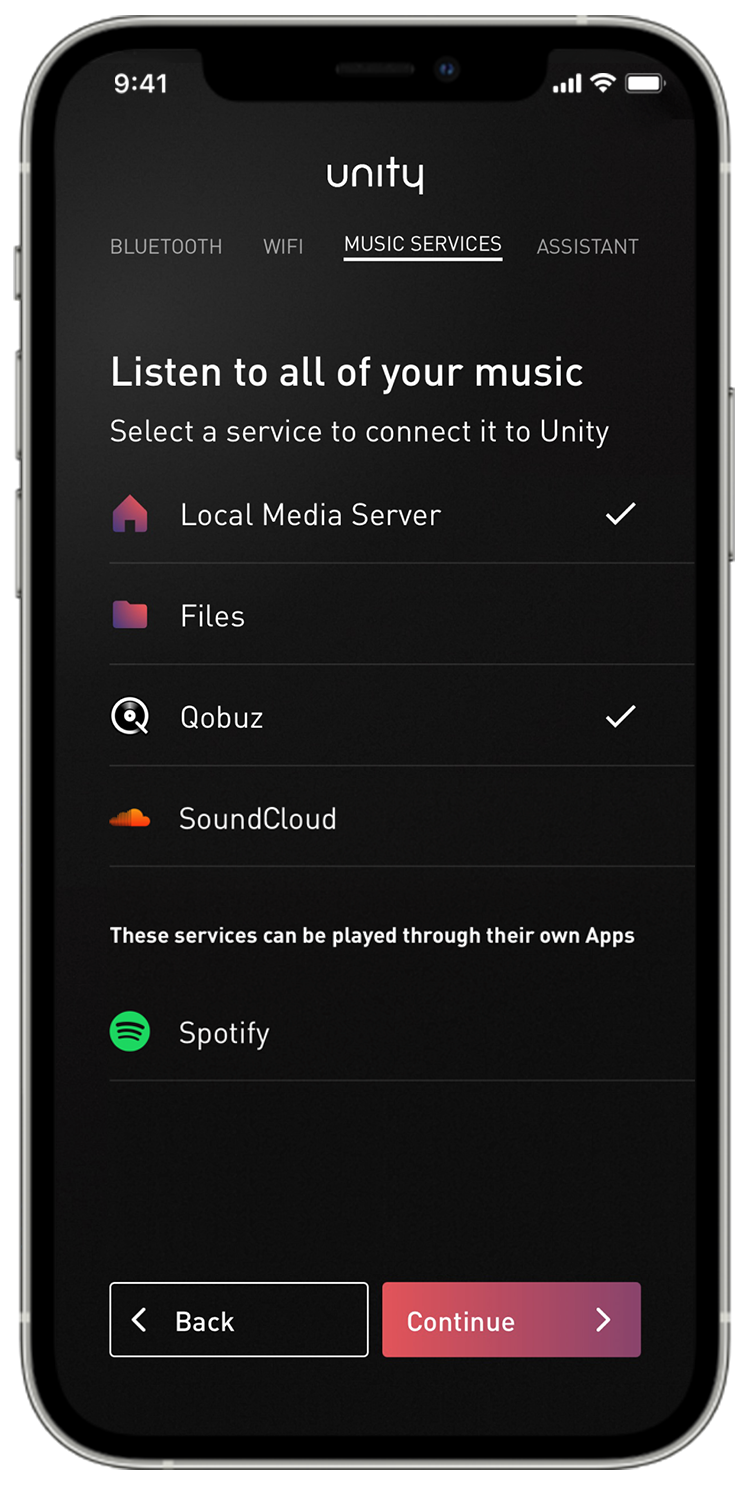 9:41
unity
BLUETOOTH WIFI MUSIC SERVICES ASSISTANT
Listen to all of your music
Select a service to connect it to Unity
Local Media Server
Files
Qobuz
SoundCloud
These services can be played through their own Apps
Spotify
Back Continue